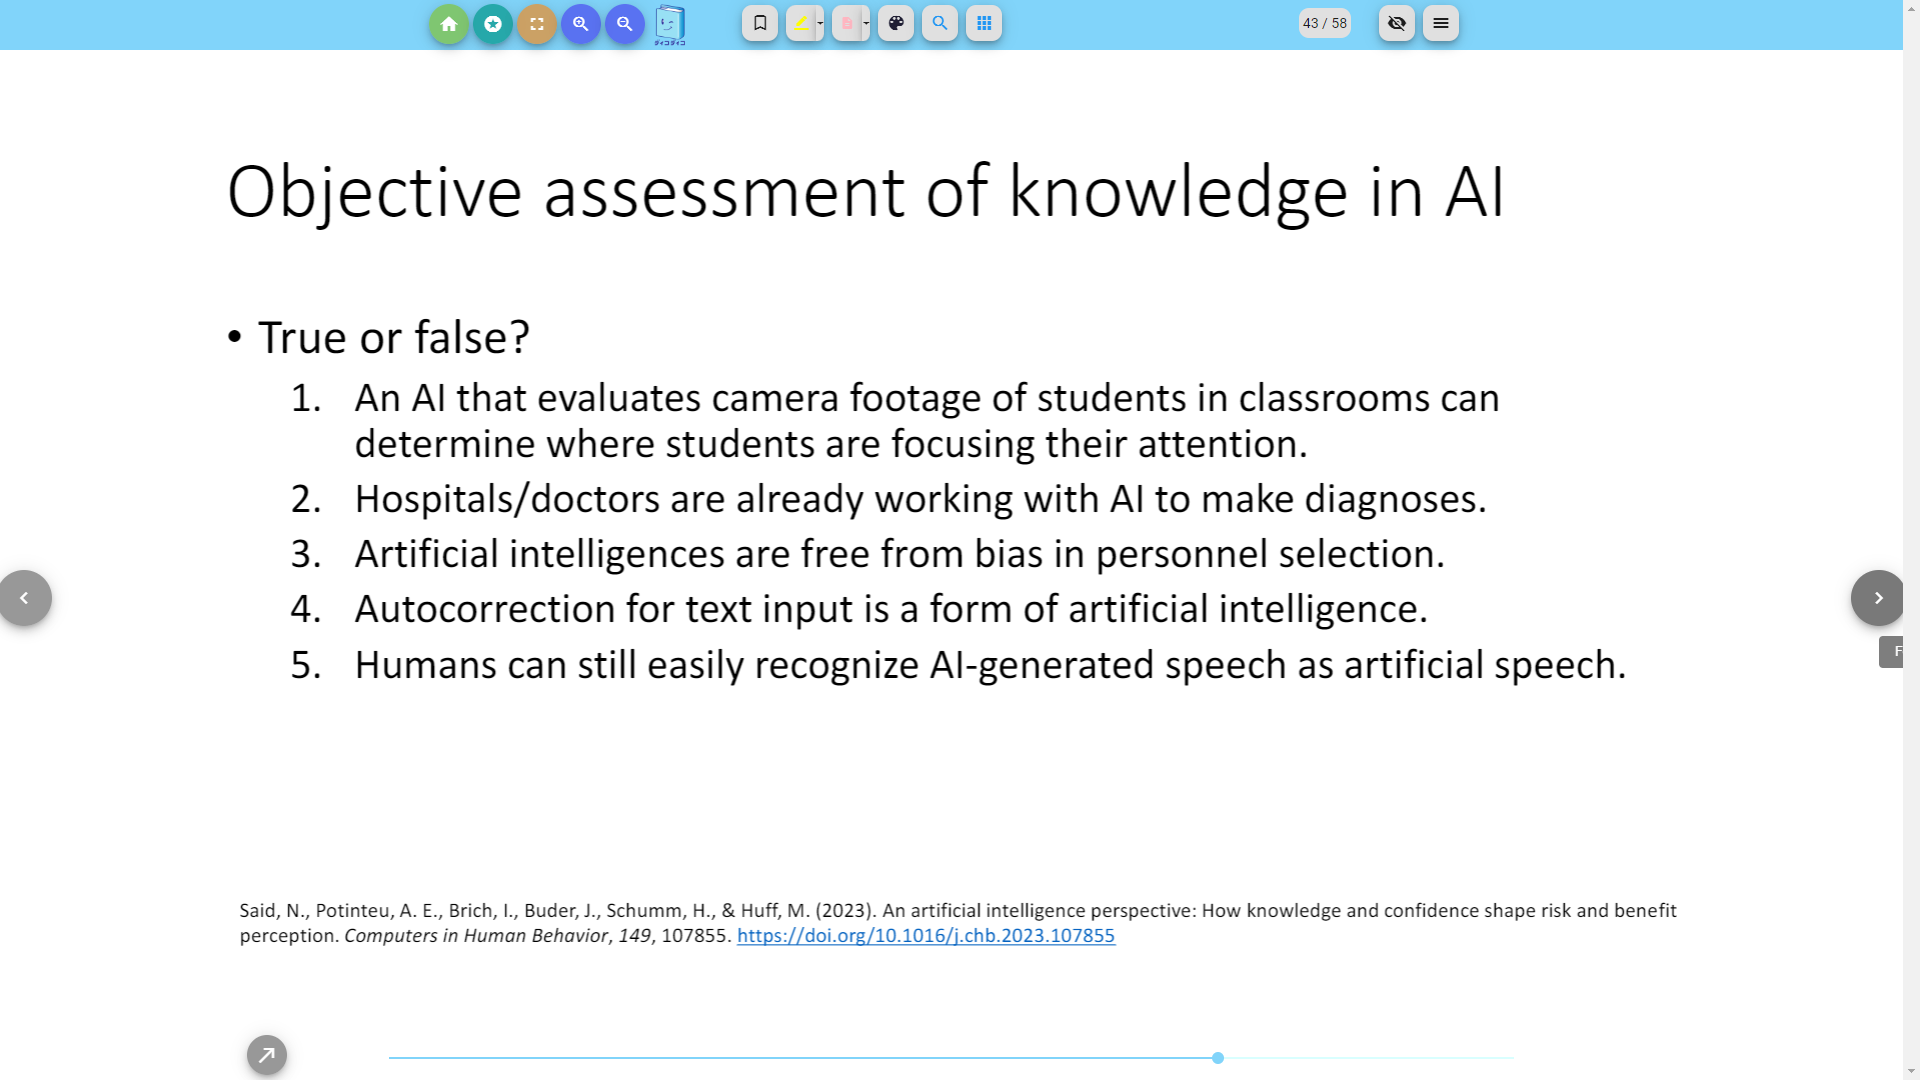 43 / 58
Objective assessment of knowledge in AI
• True or false?
1. An AI that evaluates camera footage of students in classrooms can
determine where students are focusing their attention.
2. Hospitals/doctors are already working with AI to make diagnoses.
3. Artificial intelligences are free from bias in personnel selection.
4. Autocorrection for text input is a form of artificial intelligence.
5. Humans can still easily recognize AI-generated speech as artificial speech.
F
Said, N., Potinteu, A. E., Brich, I., Buder, J., Schumm, H., & Huff, M. (2023). An artificial intelligence perspective: How knowledge and confidence shape risk and benefit
perception. Computers in Human Behavior, 149, 107855. https://doi.org/10.1016/j.chb.2023.107855